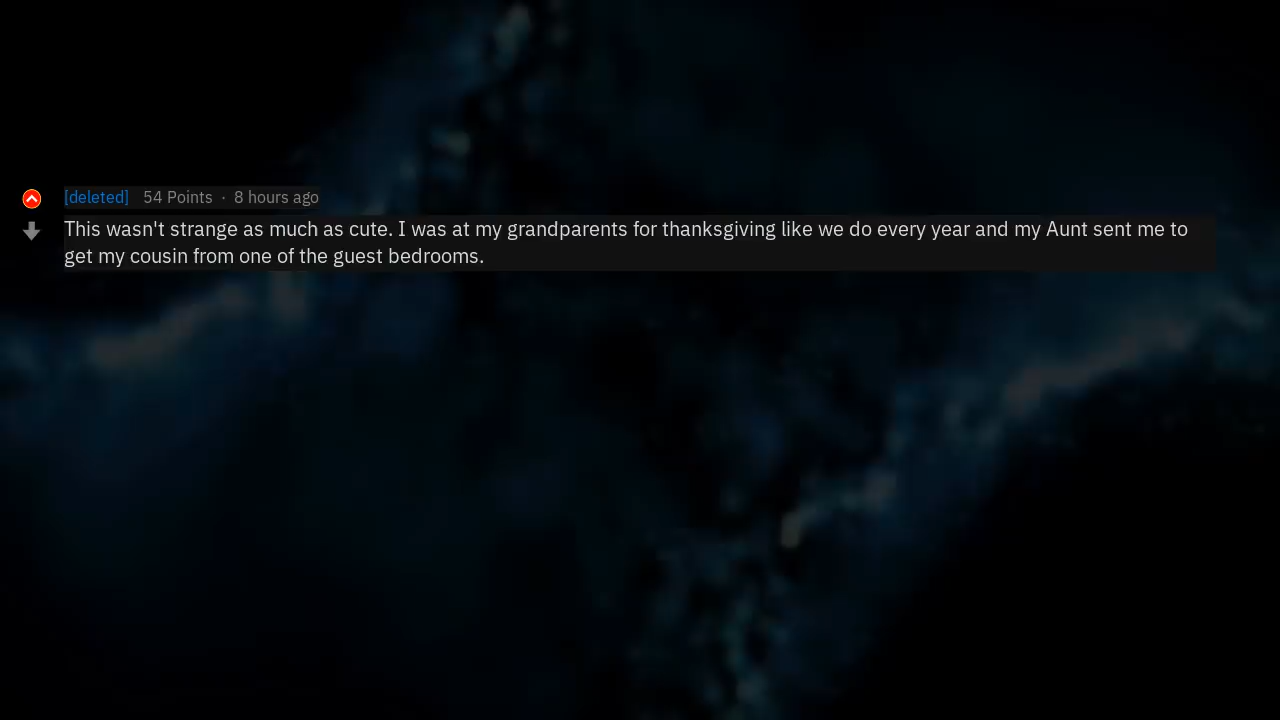 [deleted] 54 Points · 8 hours ago
This wasn't strange as much as cute. I was at my grandparents for thanksgiving like we do every year and my Aunt sent me to
get my cousin from one of the guest bedrooms.